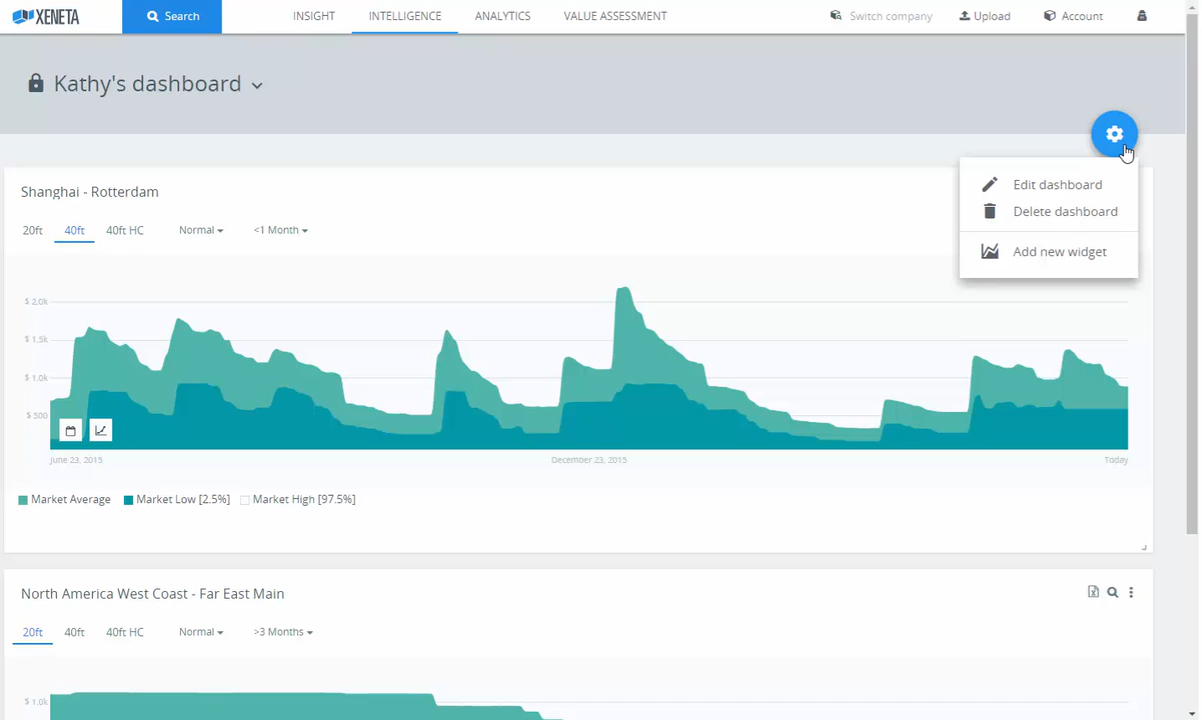 XENETA Search INSIGHT INTELLIGENCE ANALYTICS VALUE ASSESSMENT Switch company Upload Account
Kathy's dashboard
Edit dashboard
Delete dashboard
Add new widget
Shanghai - Rotterdam
20ft 40ft 40ft HC Normal <1 Month
$ 2.0k
$ 1.5k
$ 1.0k
$ 500
June 23, 2015 December 23, 2015 Today
Market Average Market Low [2.5%] Market High [97.5%]
North America West Coast - Far East Main
20ft 40ft 40ft HC Normal >3 Months
$ 1.0k